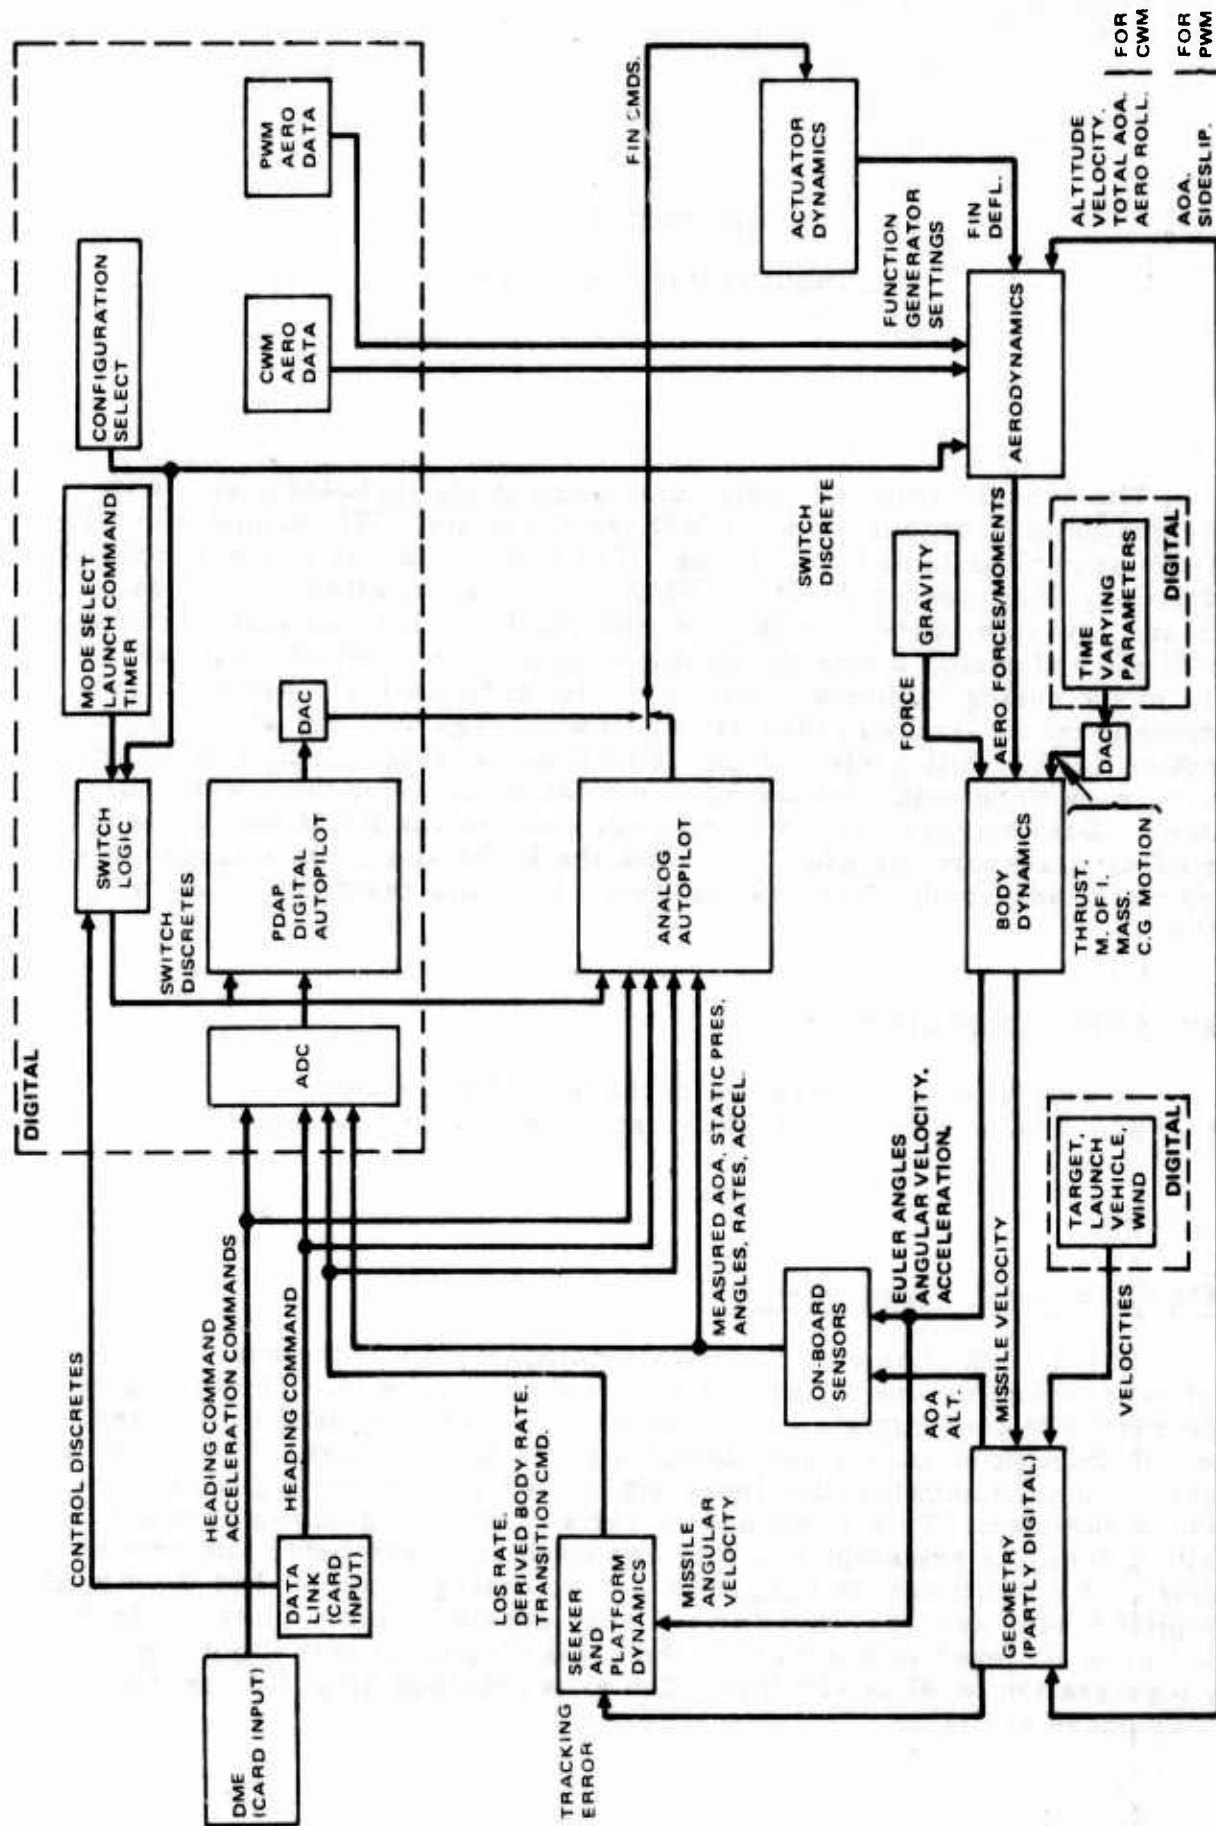 DIGITAL
CONTROL DISCRETES
MODE SELECT
LAUNCH COMMAND
TIMER
CONFIGURATION
SELECT
SWITCH
LOGIC
SWITCH
DISCRETES
DME
(CARD INPUT)
HEADING COMMAND
ACCELERATION COMMANDS
DATA
LINK
(CARD
INPUT)
HEADING COMMAND
ADC
PDAP
DIGITAL
AUTOPILOT
DAC
CWM
AERO
DATA
PWM
AERO
DATA
LOS RATE.
DERIVED BODY RATE.
TRANSITION CMD.
TRACKING
ERROR
SEEKER
AND
PLATFORM
DYNAMICS
MISSILE
ANGULAR
VELOCITY
MEASURED AOA, STATIC PRES.
ANGLES, RATES, ACCEL.
ANALOG
AUTOPILOT
FIN CMDS.
ACTUATOR
DYNAMICS
ON-BOARD
SENSORS
SWITCH
DISCRETE
FUNCTION
GENERATOR
SETTINGS
FIN
DEFL.
EULER ANGLES
ANGULAR VELOCITY.
ACCELERATION.
AOA
ALT.
MISSILE VELOCITY
FORCE
GRAVITY
AERO. FORCES/MOMENTS
AERODYNAMICS
BODY
DYNAMICS
GEOMETRY
(PARTLY DIGITAL)
VELOCITIES
TARGET,
LAUNCH
VEHICLE,
WIND
DIGITAL
DAC
TIME
VARYING
PARAMETERS
DIGITAL
THRUST.
M. OF I.
MASS.
C.G. MOTION
ALTITUDE
VELOCITY.
TOTAL AOA.
AERO ROLL.
FOR
CWM
AOA.
SIDESLIP.
FOR
PWM